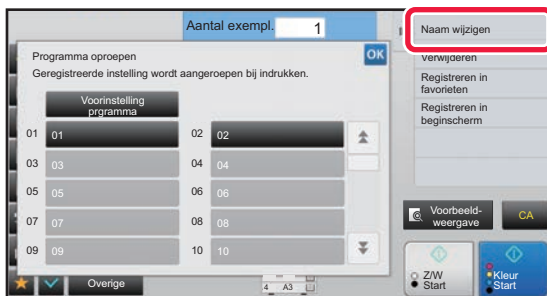 Aantal exempl. 1
Naam wijzigen
Programma oproepen
OK
Geregistreerde instelling wordt aangeroepen bij indrukken.
Verwijderen
Registreren in
favorieten
Registreren in
beginscherm
Voorinstelling
prgramma
01 01 02 02
03 03 04 04
05 05 06 06
07 07 08 08
09 09 10 10
Voorbeeld-
weergave
CA
Overige
4 A3
Z/W
Start
Kleur
Start